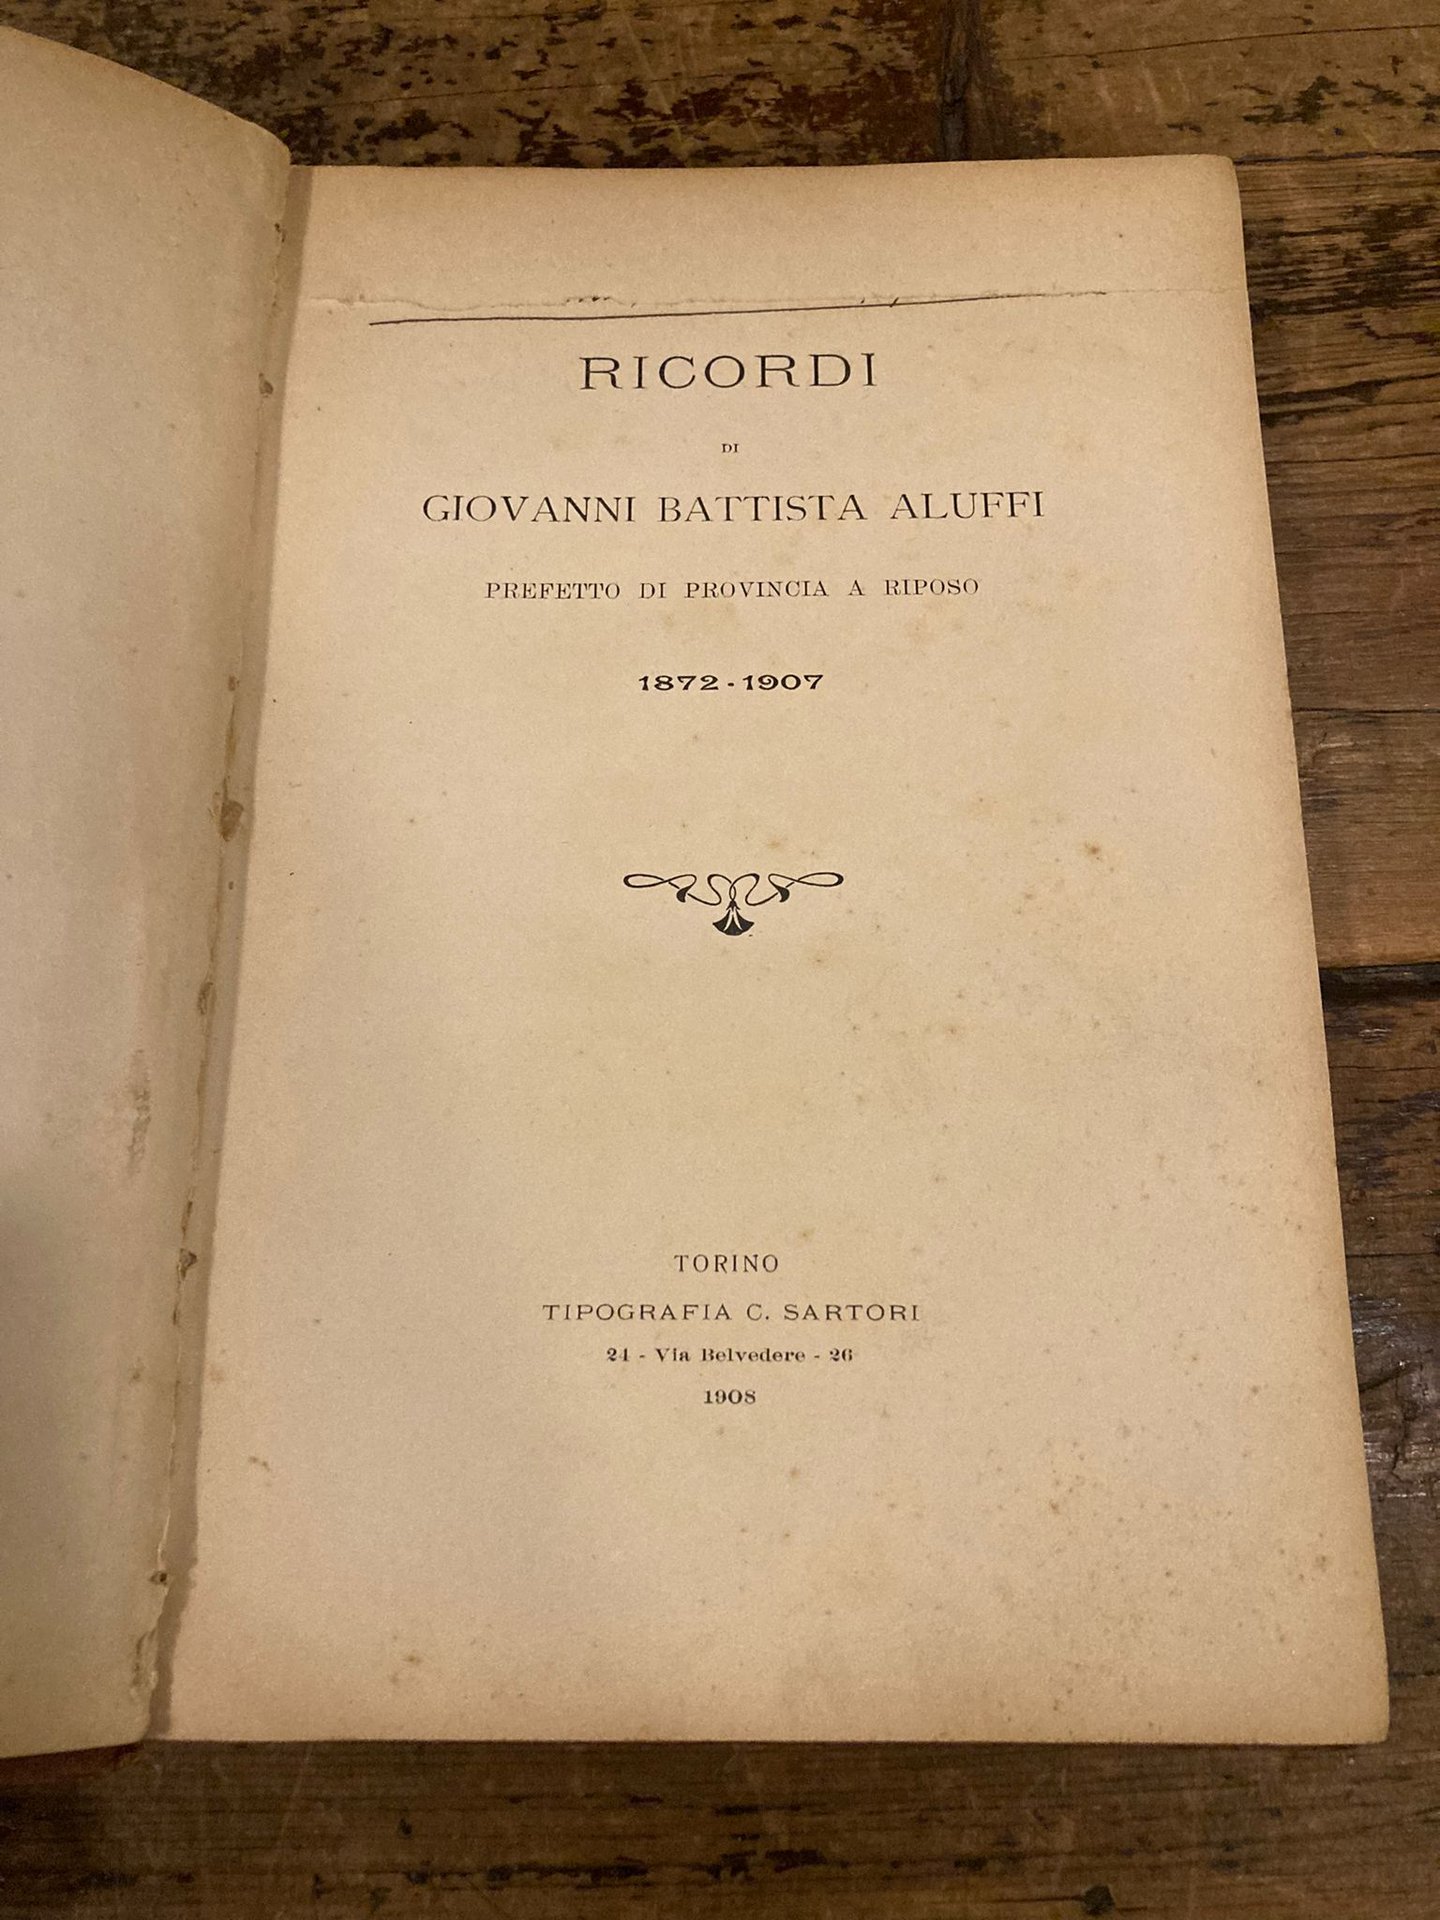 RICORDI
DI
GIOVANNI BATTISTA ALUFFI
PREFETTO DI PROVINCIA A RIPOSO
1872 - 1907
TORINO
TIPOGRAFIA C. SARTORI
24 - Via Belvedere - 26
1908